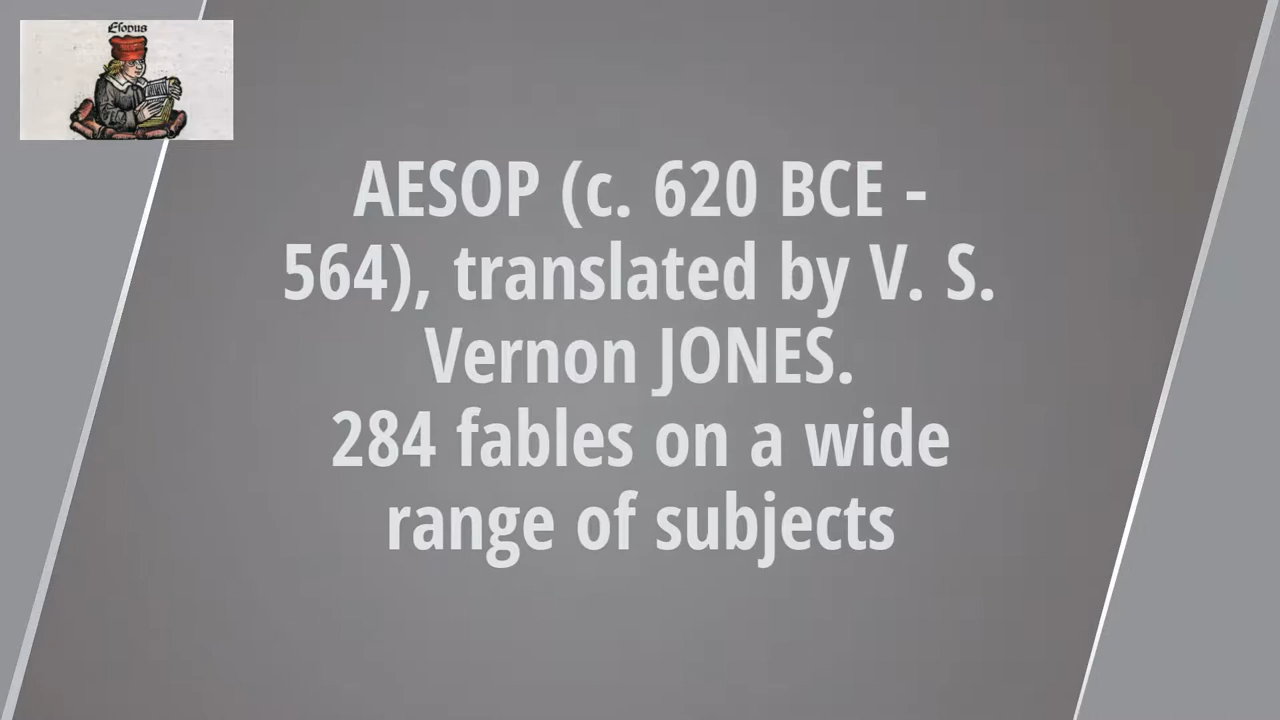 Esopus
AESOP (c. 620 BCE -
564), translated by V. S.
Vernon JONES.
284 fables on a wide
range of subjects